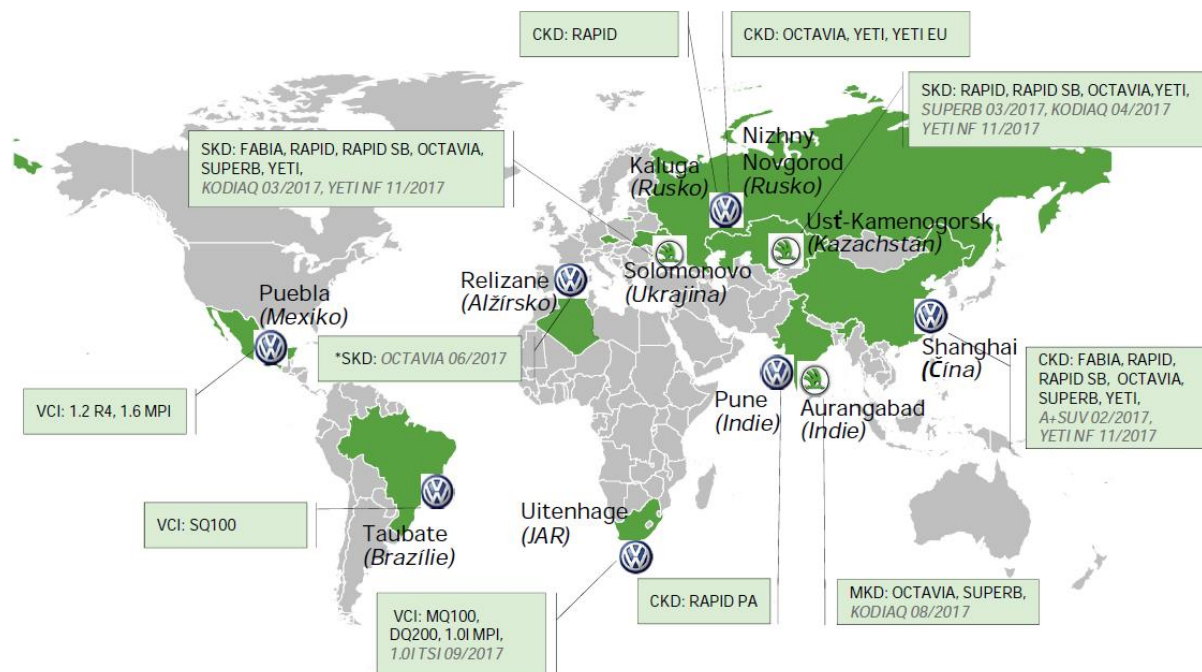 CKD: RAPID
CKD: OCTAVIA, YETI, YETI EU
SKD: RAPID, RAPID SB, OCTAVIA,YETI,
SUPERB 03/2017, KODIAQ 04/2017
YETI NF 11/2017
SKD: FABIA, RAPID, RAPID SB, OCTAVIA,
SUPERB, YETI,
KODIAQ 03/2017, YETI NF 11/2017
Kaluga
(Rusko)
Nizhny
Novgorod
(Rusko)
Usť-Kamenogorsk
(Kazachstán)
Solomonovo
(Ukrajina)
Relizane
(Alžírsko)
Puebla
(Mexiko)
*SKD: OCTAVIA 06/2017
Shanghai
(Čína)
VCI: 1.2 R4, 1.6 MPI
CKD: FABIA, RAPID,
RAPID SB, OCTAVIA,
SUPERB, YETI,
A+SUV 02/2017,
YETI NF 11/2017
Pune
(Indie)
Aurangabad
(Indie)
VCI: SQ100
Taubate
(Brazílie)
Uitenhage
(JAR)
CKD: RAPID PA
MKD: OCTAVIA, SUPERB,
KODIAQ 08/2017
VCI: MQ100,
DQ200, 1.0l MPI,
1.0l TSI 09/2017